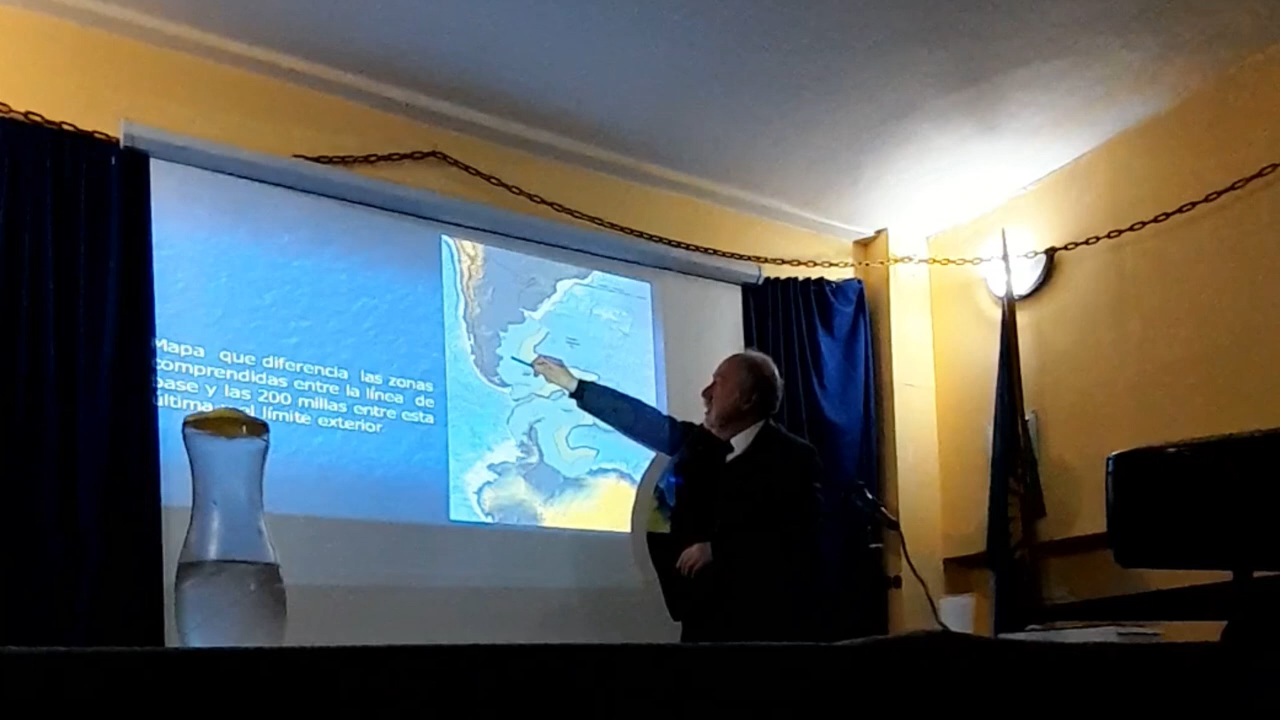 Mapa que diferencia las zonas
comprendidas entre la línea de
base y las 200 millas entre esta
última y el límite exterior